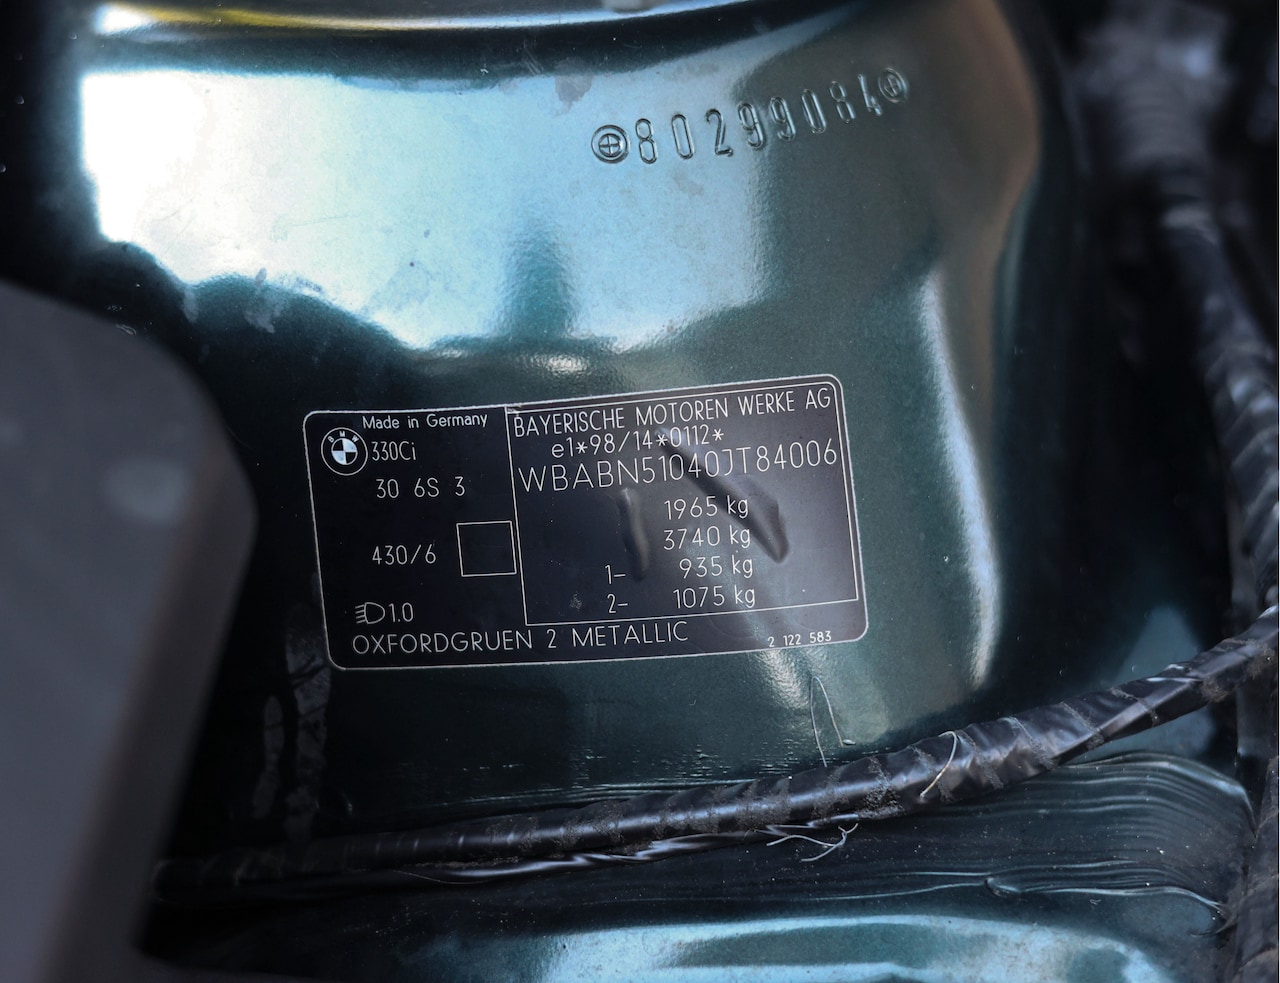 80299084
Made in Germany
BMW
330Ci
30 6S 3
430/6
1.0
BAYERISCHE MOTOREN WERKE AG
e1*98/14*0112*
WBABN51040JT84006
1965 kg
3740 kg
1- 935 kg
2- 1075 kg
OXFORDGRUEN 2 METALLIC
2 122 583